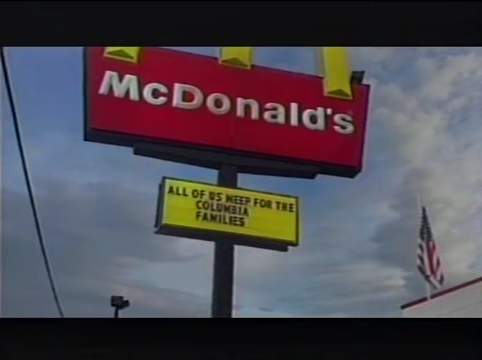 McDonald's
ALL OF US WEEP FOR THE
COLUMBIA
FAMILIES